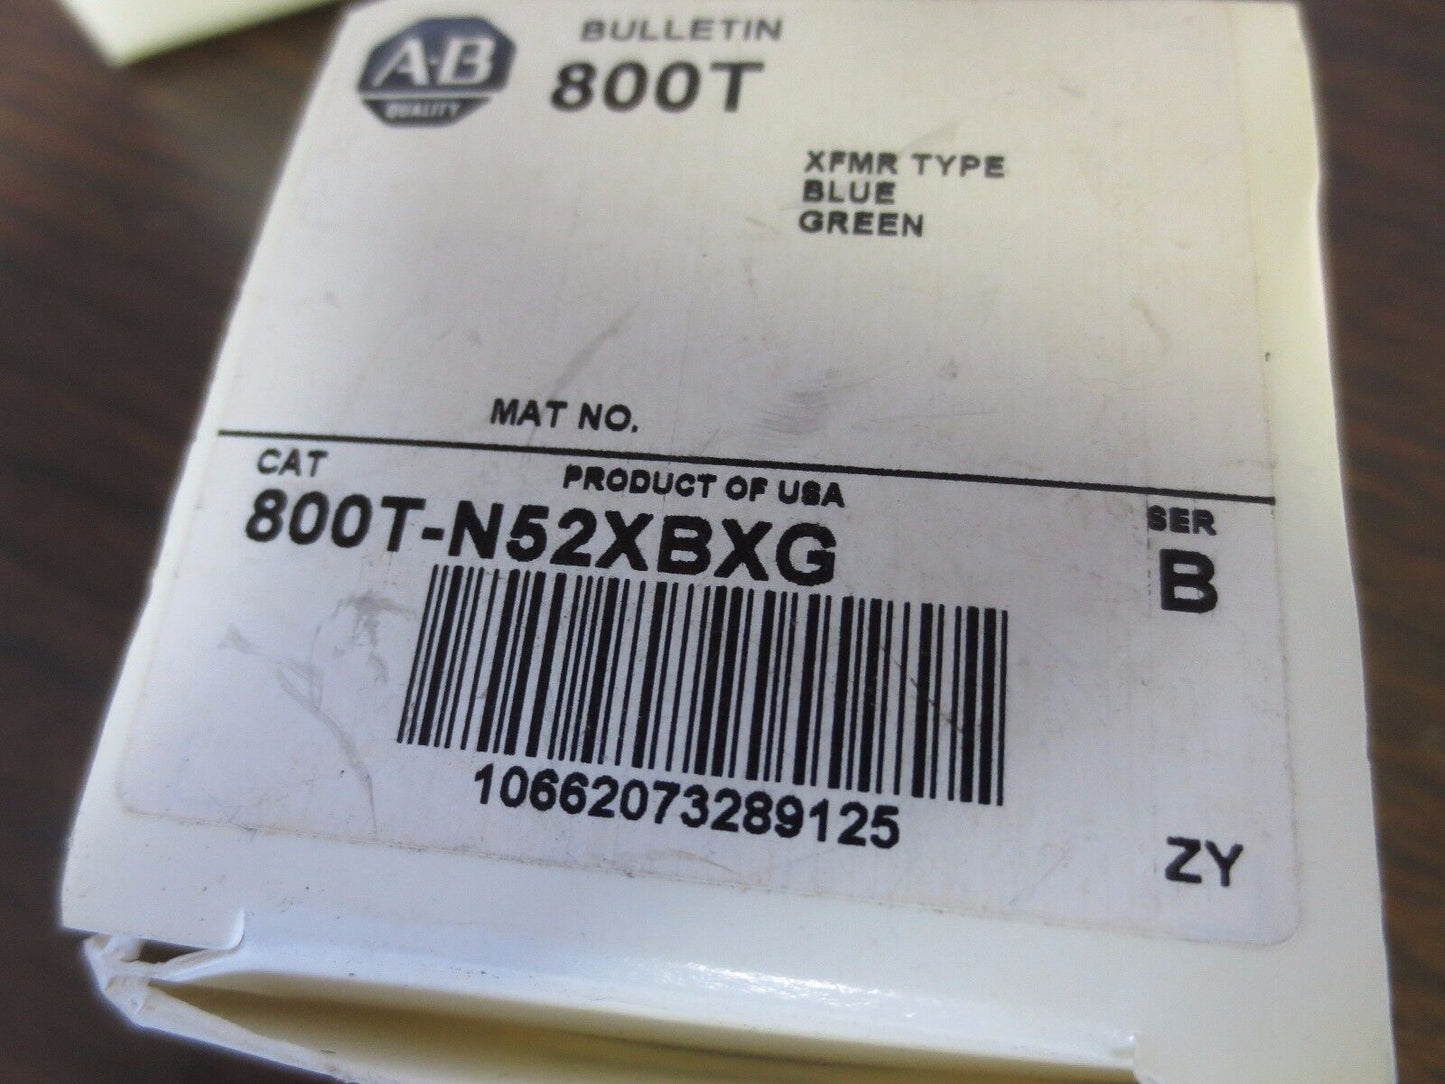 A-B
QUALITY
BULLETIN
800T
XFMR TYPE
BLUE
GREEN
MAT NO.
CAT
PRODUCT OF USA
SER
800T-N52XBXG
B
10662073289125
ZY